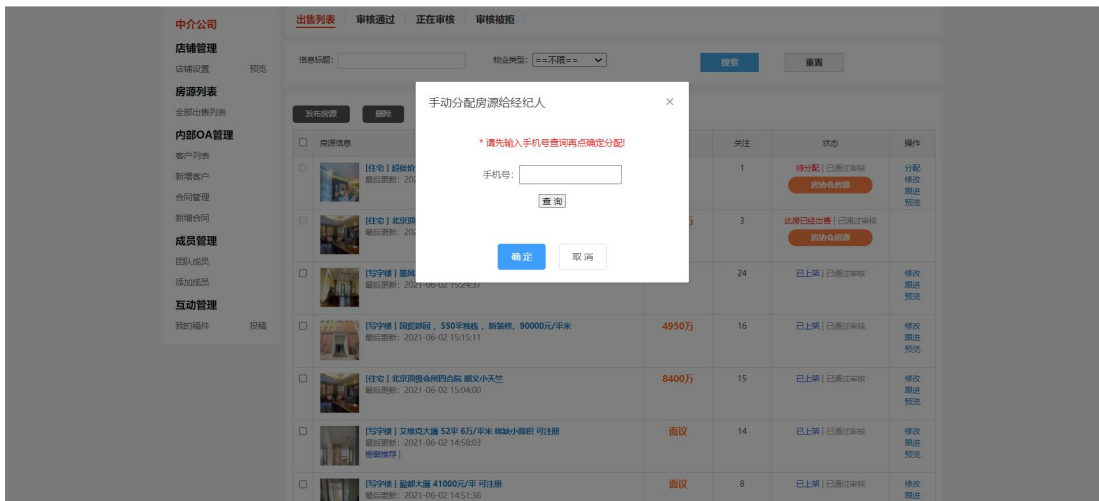 中介公司
店铺管理
店铺设置 预览
房源列表
全部出售列表
内部OA管理
客户列表
新增客户
合同管理
新增合同
成员管理
团队成员
添加成员
互动管理
我的稿件 投稿
出售列表 审核通过 正在审核 审核被拒
信息标题: 物业类型: ==不限== 搜索 重置
发布房源 删除
手动分配房源给经纪人 ×
* 请先输入手机号查询再点确定分配!
手机号:
查 询
确 定 取 消
房源信息 关注 状态 操作
[住宅] 超低价 1 待分配 | 已通过审核 分配
最后更新: 202 房协会房源 修改
跟进
预览
[住宅] 北京顶 3 此房已经出售 | 已通过审核
最后更新: 202 房协会房源
[写字楼] 24 已上架 | 已通过审核 修改
最后更新: 2021-06-02 15:24:37 跟进
预览
[写字楼] 国贸郎园，550平独栋，新装修，90000元/平米 4950万 16 已上架 | 已通过审核 修改
最后更新: 2021-06-02 15:15:11 跟进
预览
[住宅] 北京顶级会所四合院 顺义小天竺 8400万 15 已上架 | 已通过审核 修改
最后更新: 2021-06-02 15:04:00 跟进
预览
[写字楼] 艾维克大厦 52平 6万/平米 稀缺小面积 可注册 面议 14 已上架 | 已通过审核 修改
最后更新: 2021-06-02 14:58:03 跟进
橱窗推荐 | 预览
[写字楼] 盈都大厦 41000元/平 可注册 面议 8 已上架 | 已通过审核 修改
最后更新: 2021-06-02 14:51:36 跟进